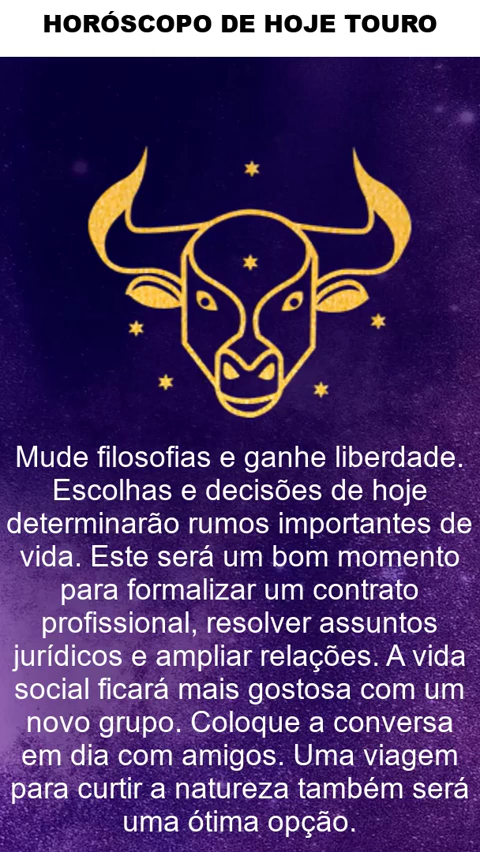 HORÓSCOPO DE HOJE TOURO
Mude filosofias e ganhe liberdade.
Escolhas e decisões de hoje
determinarão rumos importantes de
vida. Este será um bom momento
para formalizar um contrato
profissional, resolver assuntos
jurídicos e ampliar relações. A vida
social ficará mais gostosa com um
novo grupo. Coloque a conversa
em dia com amigos. Uma viagem
para curtir a natureza também será
uma ótima opção.